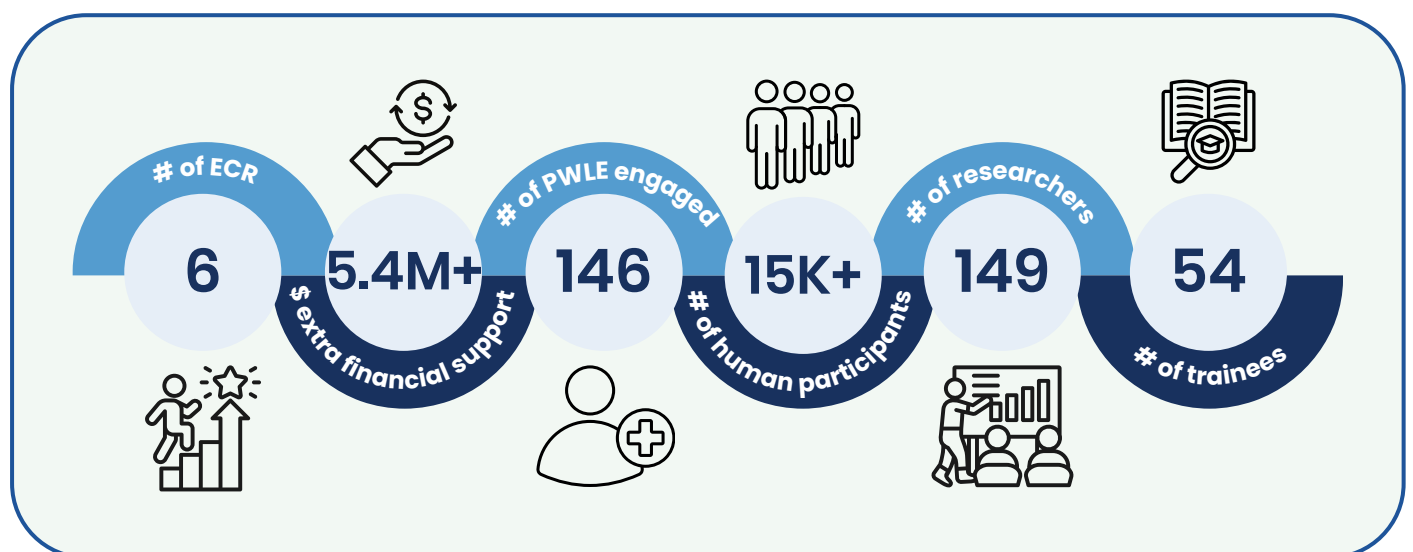 # of ECR
6
$ extra financial support
5.4M+
# of PWLE engaged
146
# of human participants
15K+
# of researchers
149
# of trainees
54